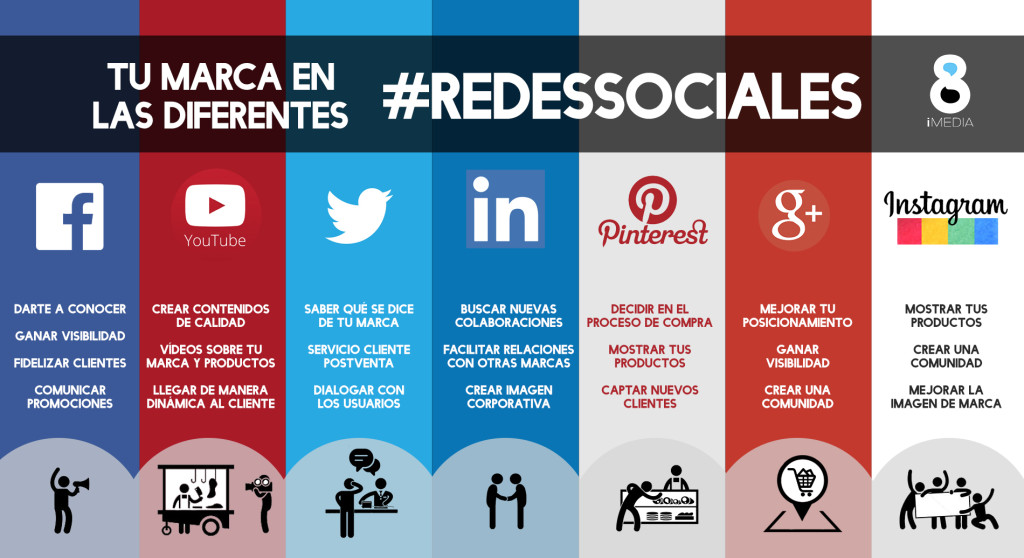 TU MARCA EN
LAS DIFERENTES
#REDESSOCIALES
8
iMEDIA
f
YouTube
in
Pinterest
g+
Instagram
DARTE A CONOCER
GANAR VISIBILIDAD
FIDELIZAR CLIENTES
COMUNICAR
PROMOCIONES
CREAR CONTENIDOS
DE CALIDAD
VÍDEOS SOBRE TU
MARCA Y PRODUCTOS
LLEGAR DE MANERA
DINÀMICA AL CLIENTE
SABER QUÉ SE DICE
DE TU MARCA
SERVICIO CLIENTE
POSTVENTA
DIALOGAR CON
LOS USUARIOS
BUSCAR NUEVAS
COLABORACIONES
FACILITAR RELACIONES
CON OTRAS MARCAS
CREAR IMAGEN
CORPORATIVA
DECIDIR EN EL
PROCESO DE COMPRA
MOSTRAR TUS
PRODUCTOS
CAPTAR NUEVOS
CLIENTES
MEJORAR TU
POSICIONAMIENTO
GANAR
VISIBILIDAD
CREAR UNA
COMUNIDAD
MOSTRAR TUS
PRODUCTOS
CREAR UNA
COMUNIDAD
MEJORAR LA
IMAGEN DE MARCA